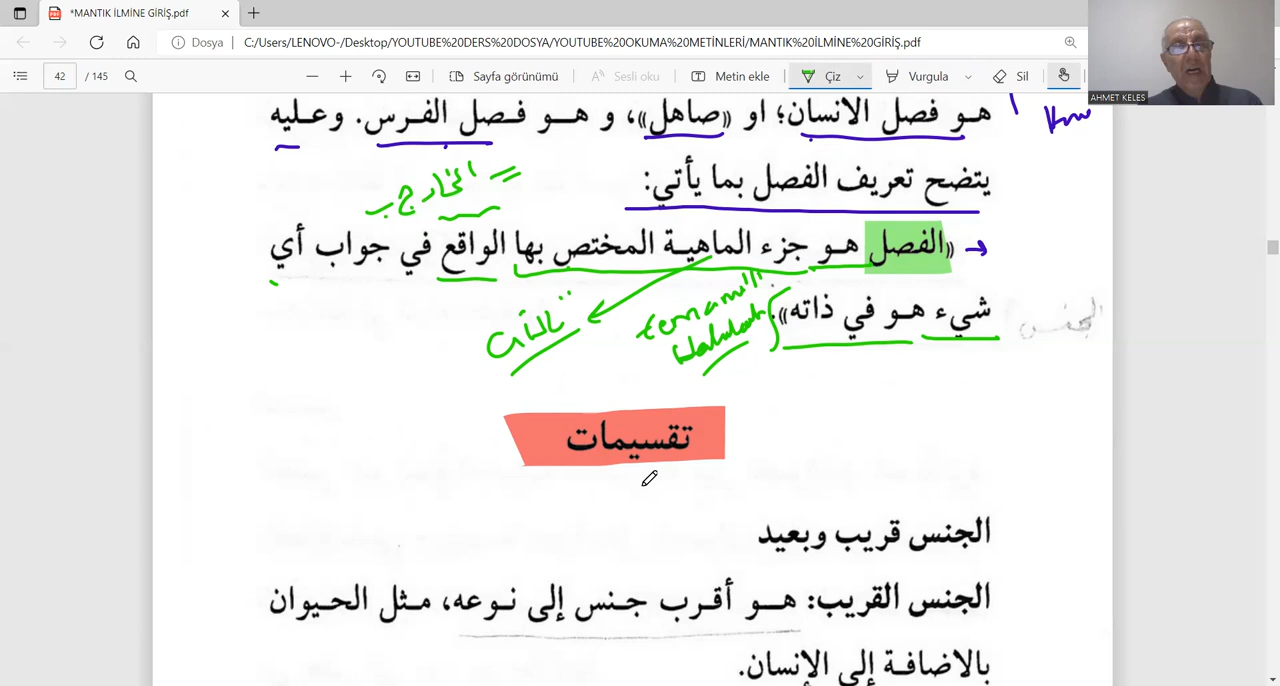 *MANTIK İLMİNE GİRİŞ.pdf
Dosya
C:/Users/LENOVO-/Desktop/YOUTUBE%20DERS%20DOSYA/YOUTUBE%20OKUMA%20METİNLERİ/MANTIK%20İLMİNE%20GİRİŞ.pdf
42 / 145
Sayfa görünümü
Sesli oku
Metin ekle
Çiz
Vurgula
Sil
AHMET KELES
هو فصل الانسان؛ او «صاهل»، و هو فصل الفرس. وعليه
يتضح تعريف الفصل بما يأتي:
«الفصل هو جزء الماهية المختص بها الواقع في جواب أي
شيء هو في ذاته».
تقسيمات
الجنس قريب وبعيد
الجنس القريب: هو أقرب جنس إلى نوعه، مثل الحيوان
بالاضافة إلى الإنسان.